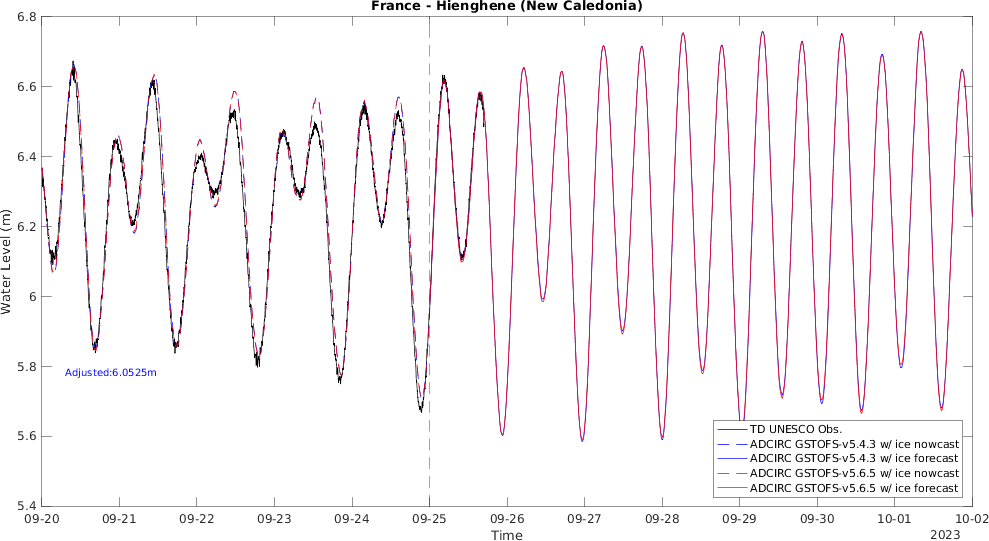 France - Hienghene (New Caledonia)
Water Level (m)
6.8
6.6
6.4
6.2
6
5.8
5.6
5.4
Adjusted:6.0525m
TD UNESCO Obs.
ADCIRC GSTOFS-v5.4.3 w/ ice nowcast
ADCIRC GSTOFS-v5.4.3 w/ ice forecast
ADCIRC GSTOFS-v5.6.5 w/ ice nowcast
ADCIRC GSTOFS-v5.6.5 w/ ice forecast
09-20 09-21 09-22 09-23 09-24 09-25 09-26 09-27 09-28 09-29 09-30 10-01 10-02
Time
2023